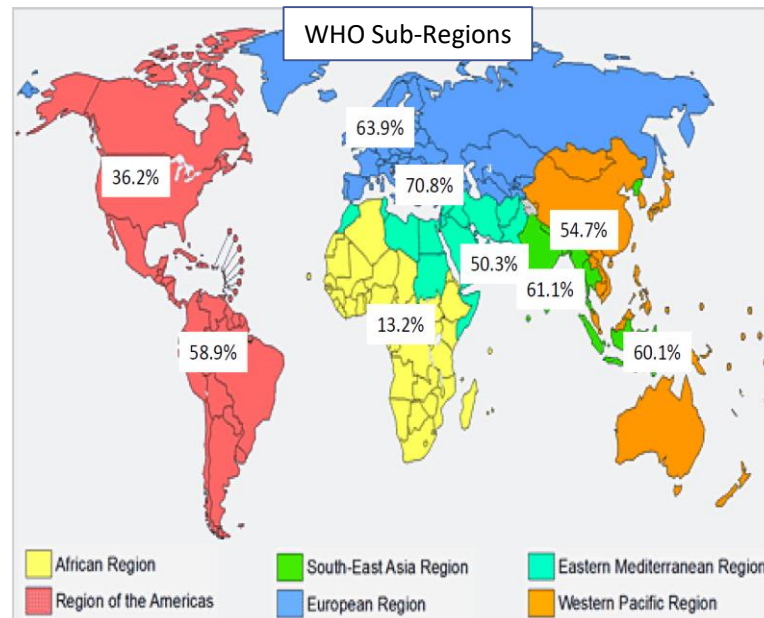 WHO Sub-Regions
63.9%
36.2%
70.8%
54.7%
50.3%
61.1%
13.2%
58.9%
60.1%
African Region
South-East Asia Region
Eastern Mediterranean Region
Region of the Americas
European Region
Western Pacific Region